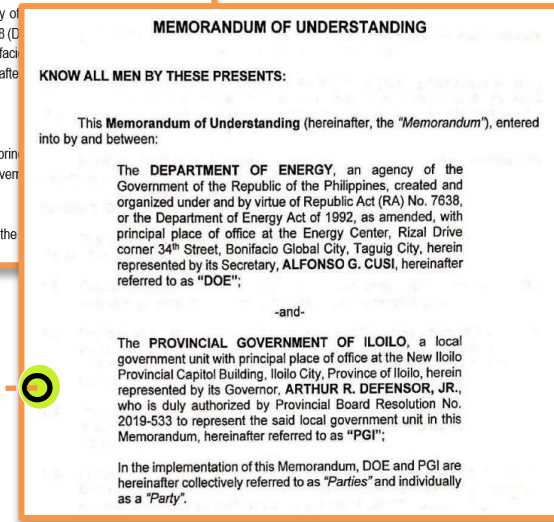 y of
8 (D
faci
after
prin
vern
the
MEMORANDUM OF UNDERSTANDING
KNOW ALL MEN BY THESE PRESENTS:
This Memorandum of Understanding (hereinafter, the "Memorandum"), entered
into by and between:
The DEPARTMENT OF ENERGY, an agency of the
Government of the Republic of the Philippines, created and
organized under and by virtue of Republic Act (RA) No. 7638,
or the Department of Energy Act of 1992, as amended, with
principal place of office at the Energy Center, Rizal Drive
corner 34th Street, Bonifacio Global City, Taguig City, herein
represented by its Secretary, ALFONSO G. CUSI, hereinafter
referred to as "DOE";
-and-
The PROVINCIAL GOVERNMENT OF ILOILO, a local
government unit with principal place of office at the New Iloilo
Provincial Capitol Building, Iloilo City, Province of Iloilo, herein
represented by its Governor, ARTHUR R. DEFENSOR, JR.,
who is duly authorized by Provincial Board Resolution No.
2019-533 to represent the said local government unit in this
Memorandum, hereinafter referred to as "PGI";
In the implementation of this Memorandum, DOE and PGI are
hereinafter collectively referred to as "Parties" and individually
as a "Party".